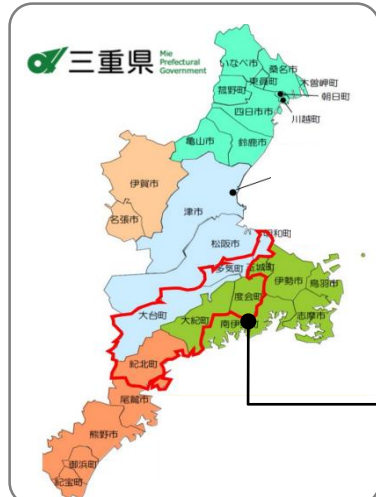 三重県
Mie
Prefectural
Government
いなべ市
桑名市
東員町
木曽岬町
朝日町
菰野町
四日市市
川越町
亀山市
鈴鹿市
伊賀市
津市
名張市
松阪市
明和町
多気町
玉城町
伊勢市
鳥羽市
度会町
大台町
大紀町
南伊勢町
志摩市
紀北町
尾鷲市
熊野市
御浜町
紀宝町